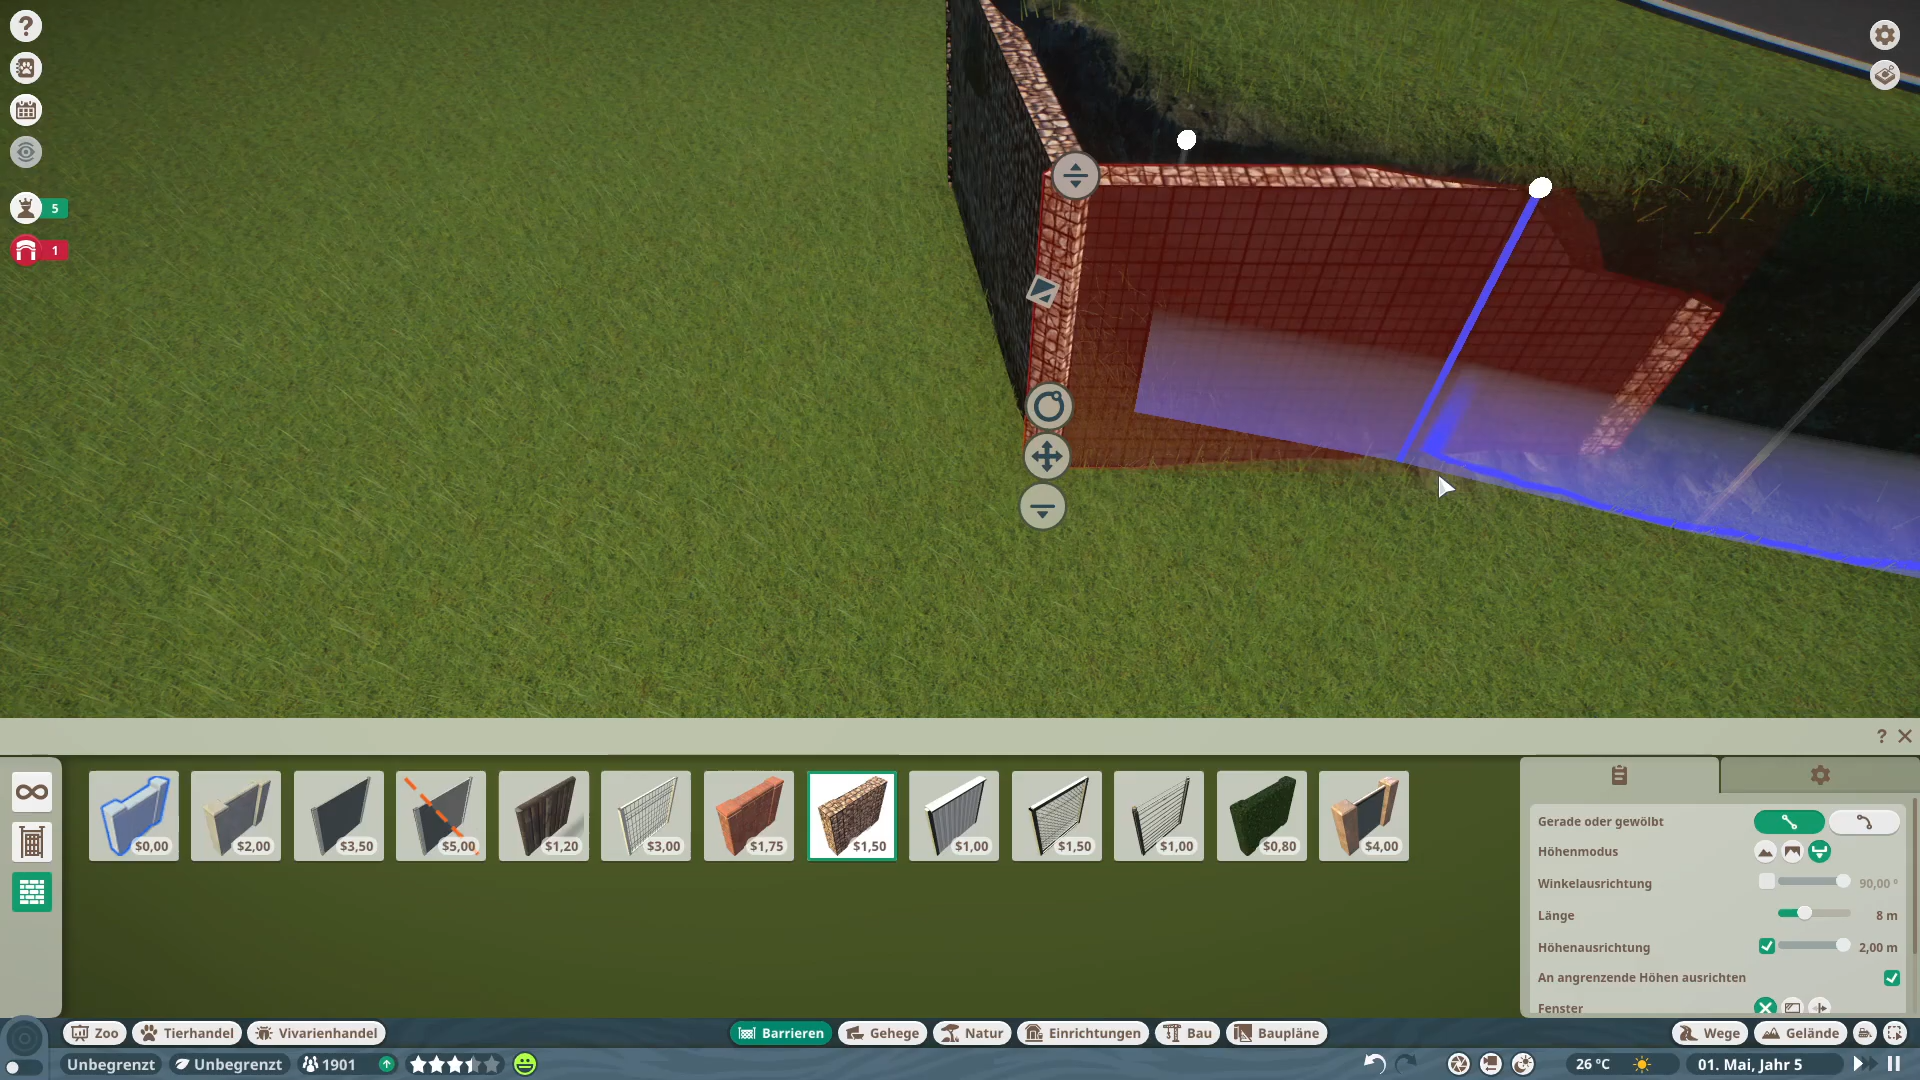 ?
5
1
? ✕
$0,00 $2,00 $3,50 $5,00 $1,20 $3,00 $1,75 $1,50 $1,00 $1,50 $1,00 $0,80 $4,00
Gerade oder gewölbt
Höhenmodus
Winkelausrichtung 90,00 °
Länge 8 m
Höhenausrichtung 2,00 m
An angrenzende Höhen ausrichten
Fenster
Zoo Tierhandel Vivarienhandel Barrieren Gehege Natur Einrichtungen Bau Baupläne Wege Gelände
Unbegrenzt Unbegrenzt 1901 26 °C 01. Mai, Jahr 5